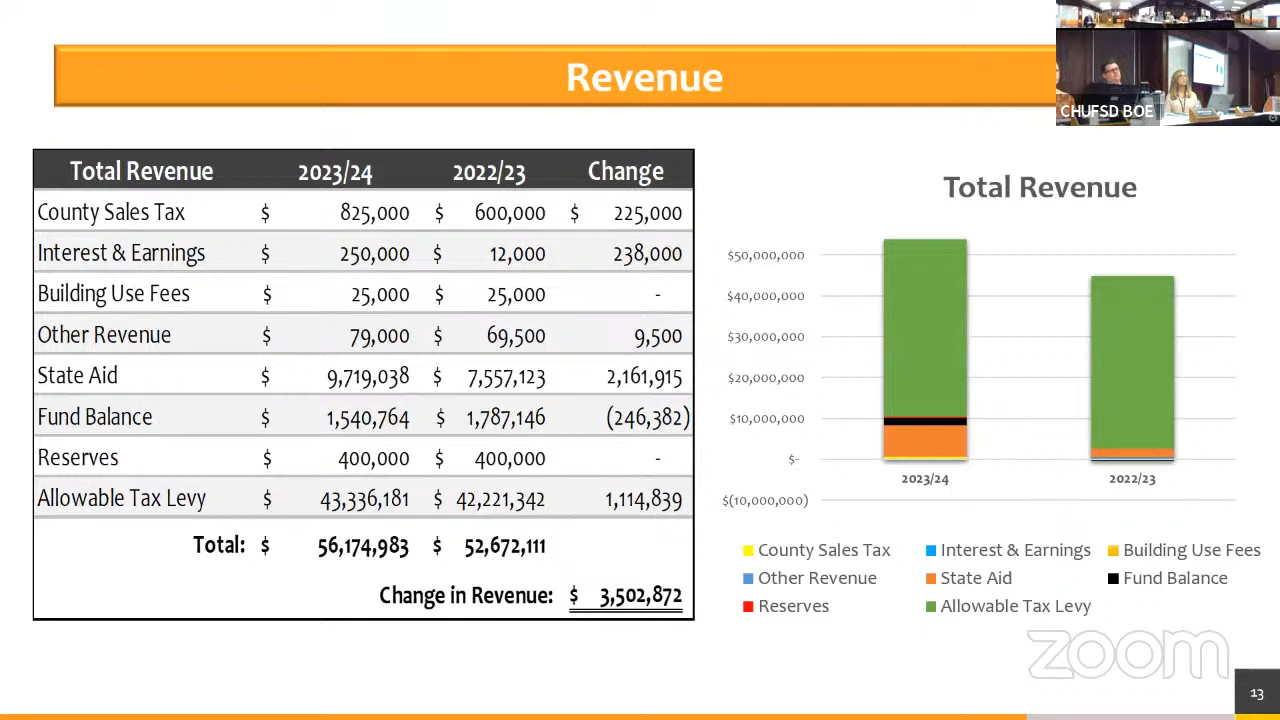 Revenue
CHUFSD BOE
Total Revenue 2023/24 2022/23 Change
County Sales Tax $ 825,000 $ 600,000 $ 225,000
Interest & Earnings $ 250,000 $ 12,000 238,000
Building Use Fees $ 25,000 $ 25,000 -
Other Revenue $ 79,000 $ 69,500 9,500
State Aid $ 9,719,038 $ 7,557,123 2,161,915
Fund Balance $ 1,540,764 $ 1,787,146 (246,382)
Reserves $ 400,000 $ 400,000 -
Allowable Tax Levy $ 43,336,181 $ 42,221,342 1,114,839
Total: $ 56,174,983 $ 52,672,111
Change in Revenue: $ 3,502,872
Total Revenue
$50,000,000
$40,000,000
$30,000,000
$20,000,000
$10,000,000
$-
$(10,000,000)
2023/24 2022/23
County Sales Tax Interest & Earnings Building Use Fees
Other Revenue State Aid Fund Balance
Reserves Allowable Tax Levy
zoom
13